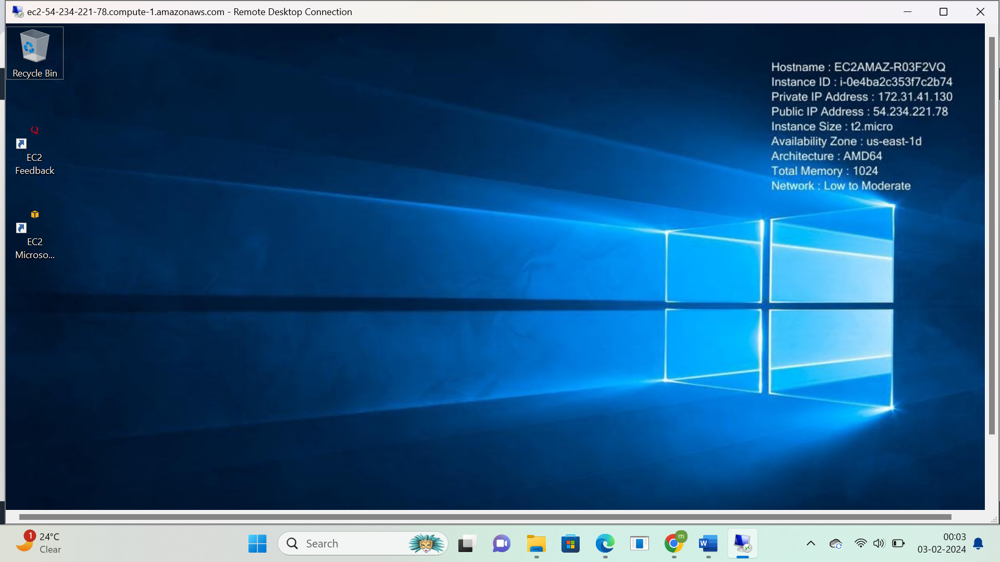 ec2-54-234-221-78.compute-1.amazonaws.com - Remote Desktop Connection
Recycle Bin
Hostname : EC2AMAZ-R03F2VQ
Instance ID : i-0e4ba2c353f7c2b74
Private IP Address : 172.31.41.130
Public IP Address : 54.234.221.78
Instance Size : t2.micro
Availability Zone : us-east-1d
Architecture : AMD64
Total Memory : 1024
Network : Low to Moderate
Q
EC2
Feedback
EC2
Microso...
1
24°C
Clear
Search
m
W
00:03
03-02-2024